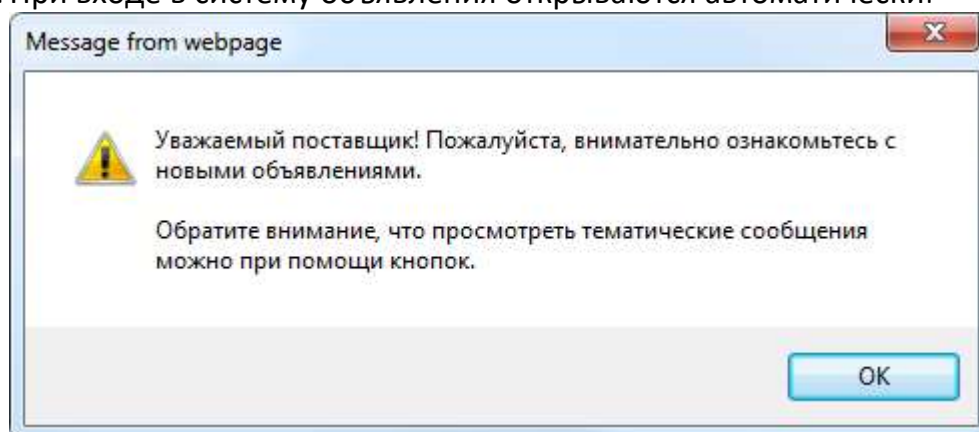 При входе в систему объявления открываются автоматически.
Message from webpage
Уважаемый поставщик! Пожалуйста, внимательно ознакомьтесь с
новыми объявлениями.
Обратите внимание, что просмотреть тематические сообщения
можно при помощи кнопок.
OK